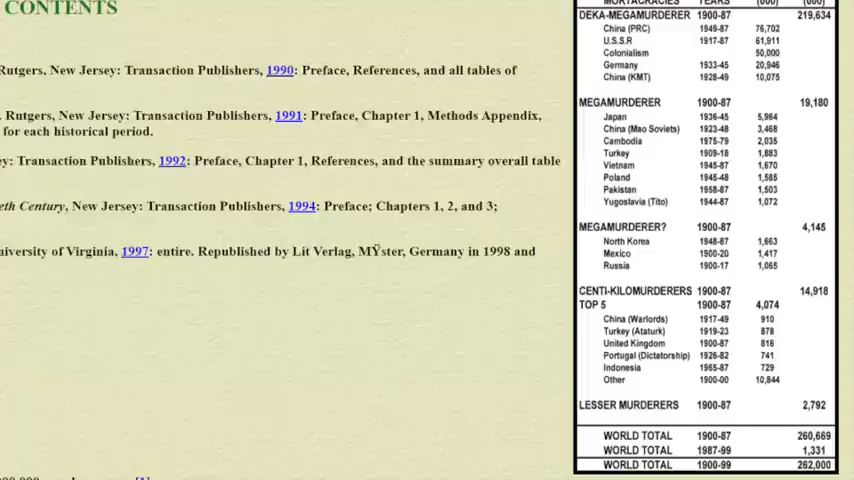 CONTENTS
Rutgers, New Jersey: Transaction Publishers, 1990: Preface, References, and all tables of
. Rutgers, New Jersey: Transaction Publishers, 1991: Preface, Chapter 1, Methods Appendix,
for each historical period.
ey: Transaction Publishers, 1992: Preface, Chapter 1, References, and the summary overall table
eth Century, New Jersey: Transaction Publishers, 1994: Preface; Chapters 1, 2, and 3;
niversity of Virginia, 1997: entire. Republished by Lit Verlag, MŸster, Germany in 1998 and
[1]
MORTACRACIES YEARS (000) (000)
DEKA-MEGAMURDERER 1900-87 219,634
China (PRC) 1949-87 76,702
U.S.S.R 1917-87 61,911
Colonialism 50,000
Germany 1933-45 20,946
China (KMT) 1928-49 10,075
MEGAMURDERER 1900-87 19,180
Japan 1936-45 5,964
China (Mao Soviets) 1923-48 3,468
Cambodia 1975-79 2,035
Turkey 1909-18 1,883
Vietnam 1945-87 1,670
Poland 1945-48 1,585
Pakistan 1958-87 1,503
Yugoslavia (Tito) 1944-87 1,072
MEGAMURDERER? 1900-87 4,145
North Korea 1948-87 1,663
Mexico 1900-20 1,417
Russia 1900-17 1,065
CENTI-KILOMURDERERS 1900-87 14,918
TOP 5 1900-87 4,074
China (Warlords) 1917-49 910
Turkey (Ataturk) 1919-23 878
United Kingdom 1900-87 816
Portugal (Dictatorship) 1926-82 741
Indonesia 1965-87 729
Other 1900-00 10,844
LESSER MURDERERS 1900-87 2,792
WORLD TOTAL 1900-87 260,669
WORLD TOTAL 1987-99 1,331
WORLD TOTAL 1900-99 262,000